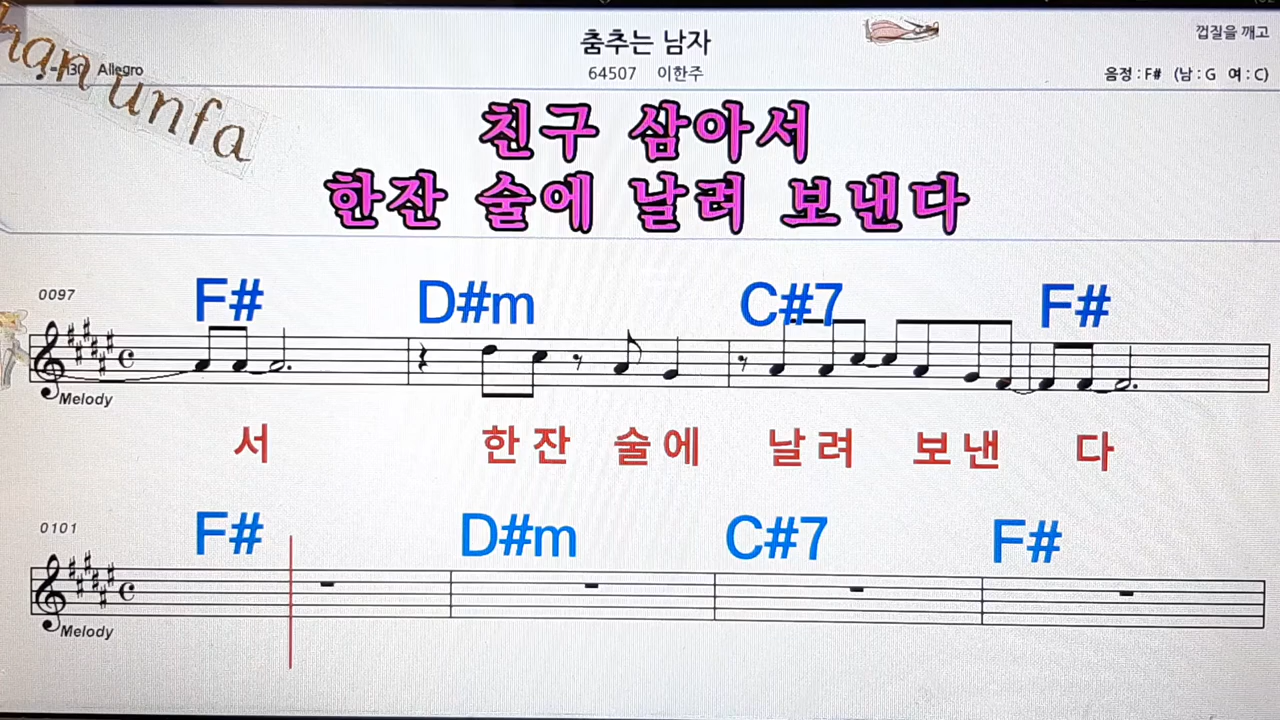 춤추는 남자
껍질을 깨고
64507 이한주
Allegro
음정 : F# (남 : G 여 : C)
han unfa
친구 삼아서
한잔 술에 날려 보낸다
0097
F# D#m C#7 F#
Melody
서 한 잔 술 에 날 려 보 낸 다
0101
F# D#m C#7 F#
Melody